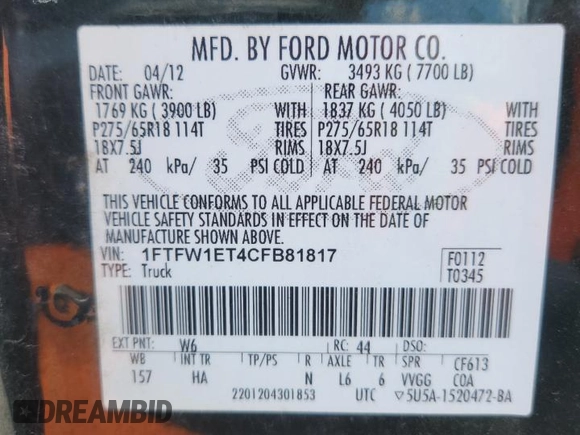 MFD. BY FORD MOTOR CO.
DATE: 04/12 GVWR: 3493 KG ( 7700 LB)
FRONT GAWR: REAR GAWR:
1769 KG ( 3900 LB) WITH 1837 KG ( 4050 LB) WITH
P275/65R18 114T TIRES P275/65R18 114T TIRES
18X7.5J RIMS 18X7.5J RIMS
AT 240 kPa/ 35 PSI COLD AT 240 kPa/ 35 PSI COLD
THIS VEHICLE CONFORMS TO ALL APPLICABLE FEDERAL MOTOR
VEHICLE SAFETY STANDARDS IN EFFECT ON THE DATE OF
MANUFACTURE SHOWN ABOVE.
VIN: 1FTFW1ET4CFB81817 F0112
TYPE: Truck T0345
EXT PNT: W6 RC: 44 DSO:
WB INT TR TP/PS R AXLE TR SPR CF613
157 HA N L6 6 VVGG COA
2201204301853 UTC ▽5U5A-1520472-BA
DREAMBID